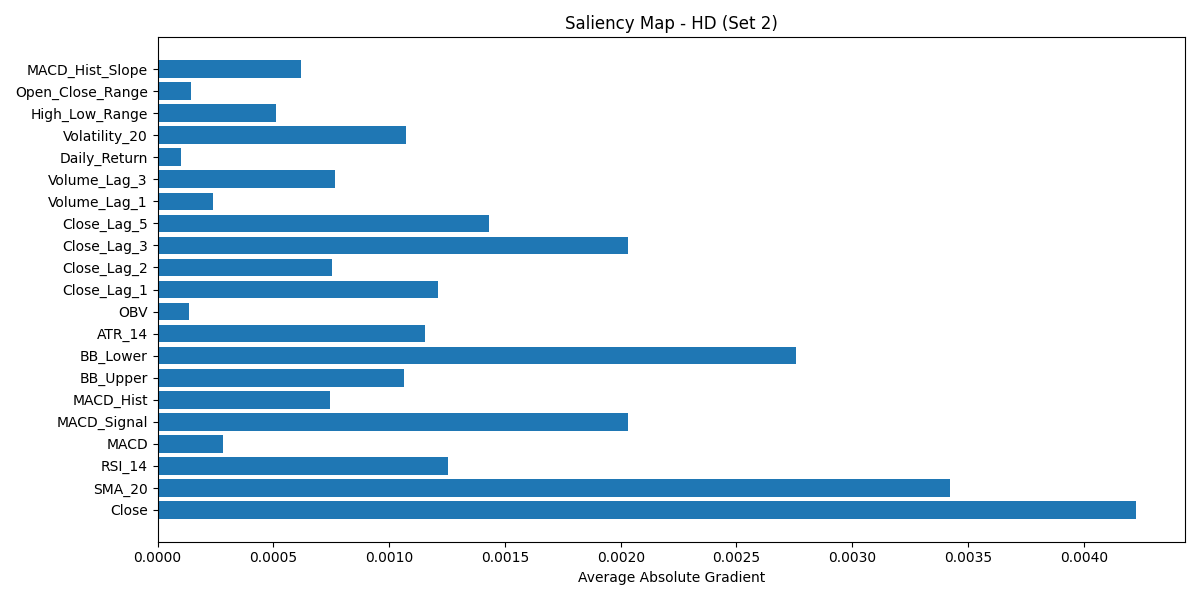 Saliency Map - HD (Set 2)
MACD_Hist_Slope
Open_Close_Range
High_Low_Range
Volatility_20
Daily_Return
Volume_Lag_3
Volume_Lag_1
Close_Lag_5
Close_Lag_3
Close_Lag_2
Close_Lag_1
OBV
ATR_14
BB_Lower
BB_Upper
MACD_Hist
MACD_Signal
MACD
RSI_14
SMA_20
Close
0.0000 0.0005 0.0010 0.0015 0.0020 0.0025 0.0030 0.0035 0.0040
Average Absolute Gradient